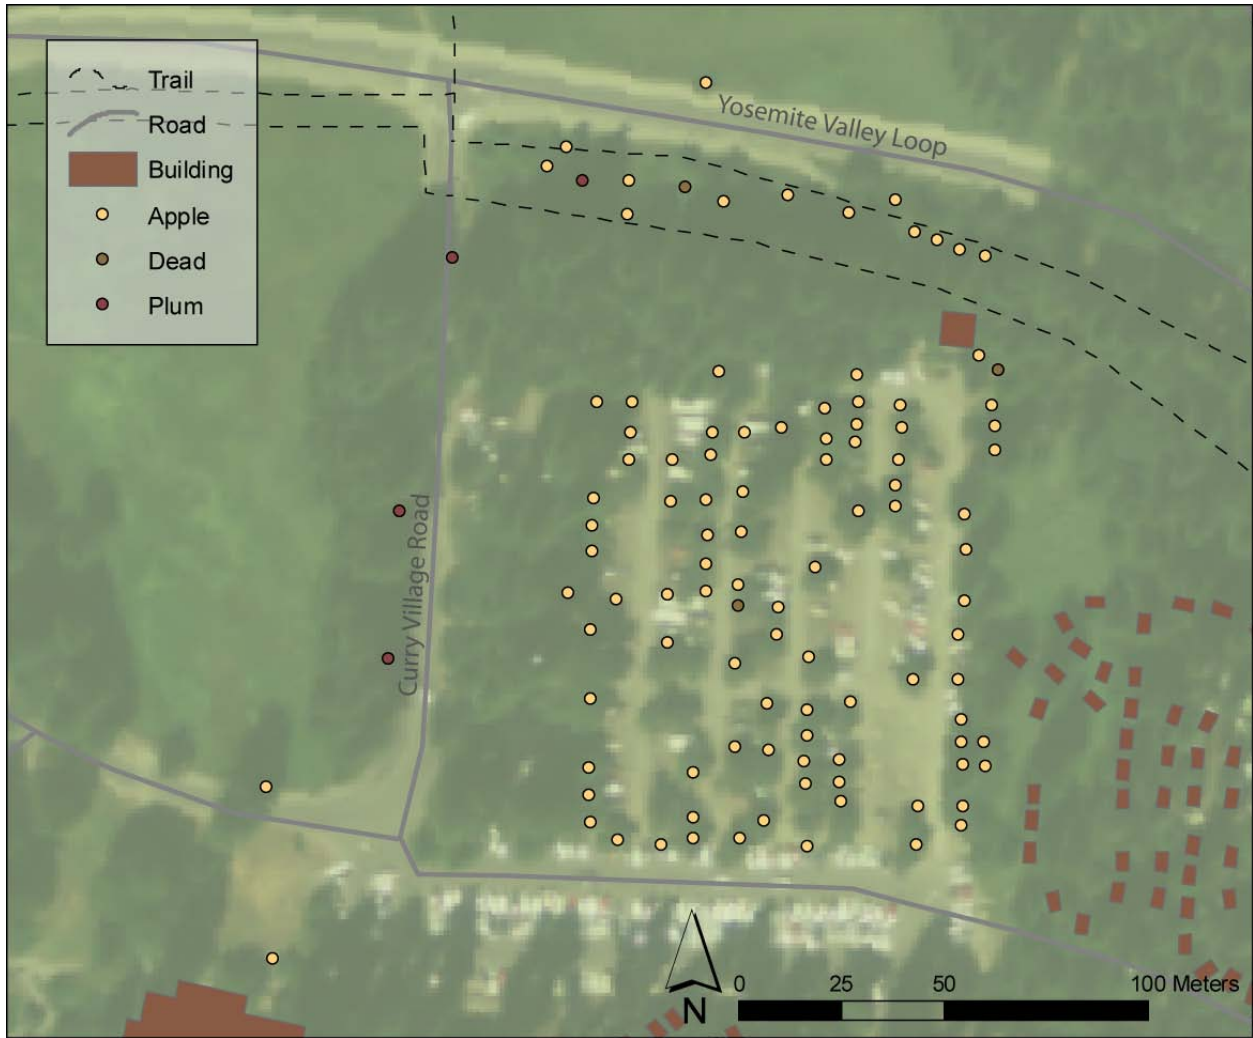 Trail
Road
Building
Apple
Dead
Plum
Yosemite Valley Loop
Curry Village Road
N
0 25 50 100 Meters